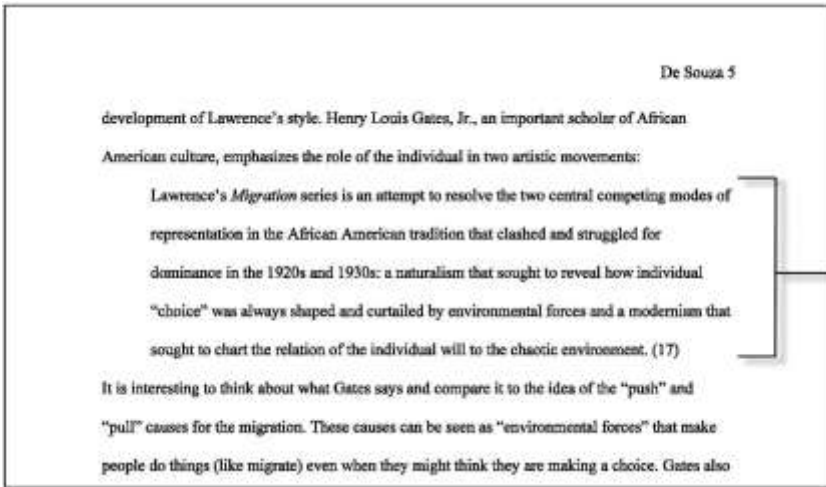 De Souza 5
development of Lawrence's style. Henry Louis Gates, Jr., an important scholar of African
American culture, emphasizes the role of the individual in two artistic movements:
Lawrence's Migration series is an attempt to resolve the two central competing modes of
representation in the African American tradition that clashed and struggled for
dominance in the 1920s and 1930s: a naturalism that sought to reveal how individual
“choice” was always shaped and curtailed by environmental forces and a modernism that
sought to chart the relation of the individual will to the chaotic environment. (17)
It is interesting to think about what Gates says and compare it to the idea of the “push” and
“pull” causes for the migration. These causes can be seen as “environmental forces” that make
people do things (like migrate) even when they might think they are making a choice. Gates also